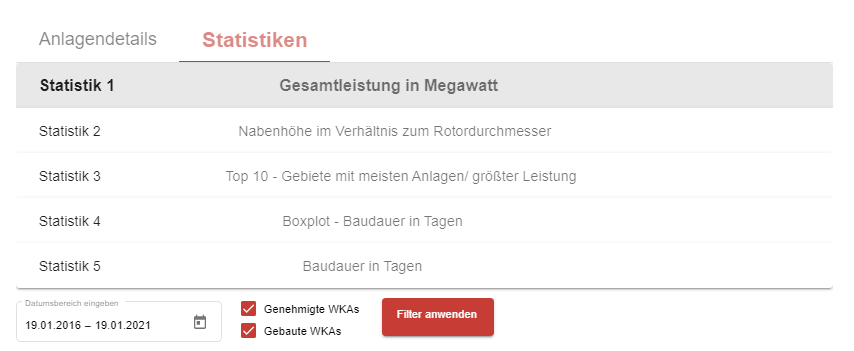 Anlagendetails Statistiken
Statistik 1 Gesamtleistung in Megawatt
Statistik 2 Nabenhöhe im Verhältnis zum Rotordurchmesser
Statistik 3 Top 10 - Gebiete mit meisten Anlagen/ größter Leistung
Statistik 4 Boxplot - Baudauer in Tagen
Statistik 5 Baudauer in Tagen
Datumsbereich eingeben
19.01.2016 – 19.01.2021
Genehmigte WKAs
Gebaute WKAs
Filter anwenden